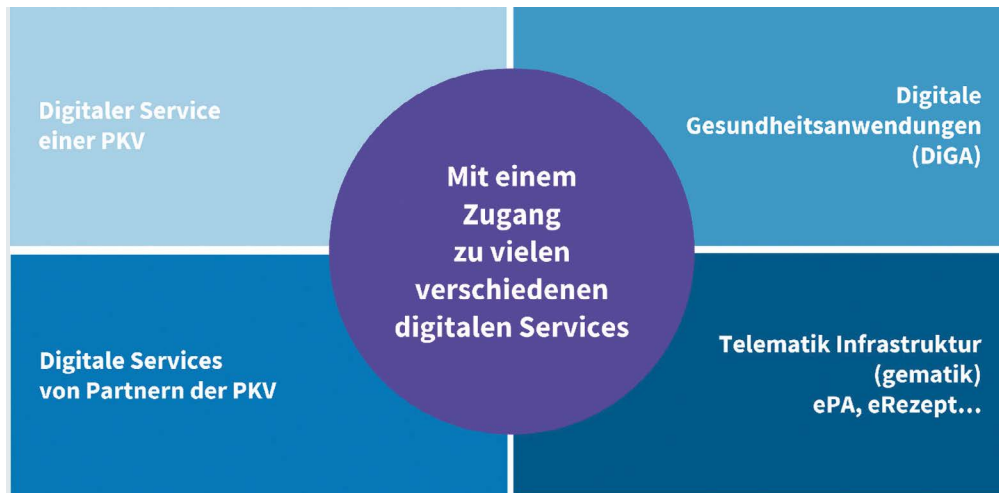 Digitaler Service
einer PKV
Digitale
Gesundheitsanwendungen
(DiGA)
Mit einem
Zugang
zu vielen
verschiedenen
digitalen Services
Digitale Services
von Partnern der PKV
Telematik Infrastruktur
(gematik)
ePA, eRezept...